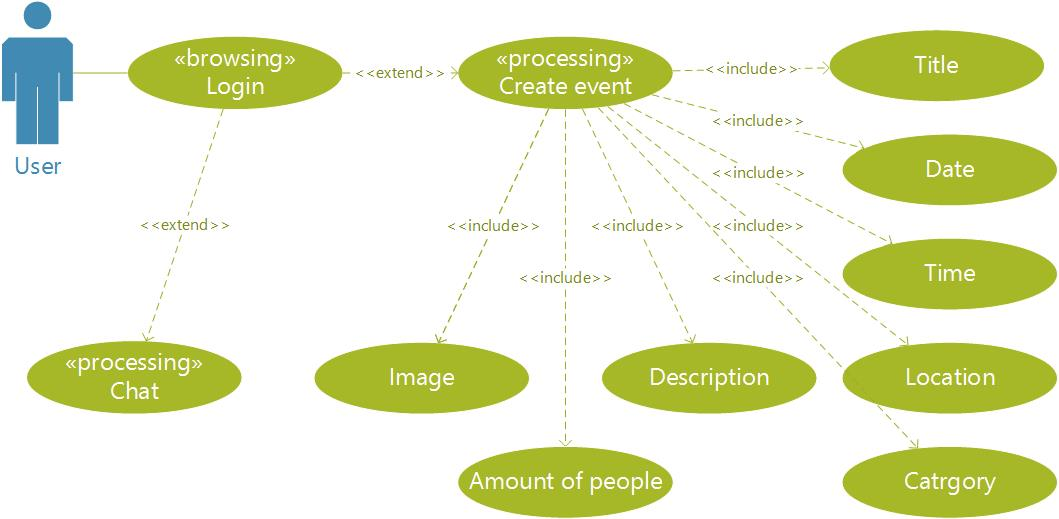 User
«browsing»
Login
<<extend>>
«processing»
Create event
<<include>>
Title
<<include>>
Date
<<include>>
Time
<<extend>>
<<include>>
<<include>>
<<include>>
<<include>>
<<include>>
«processing»
Chat
Image
Description
Location
Amount of people
Catrgory